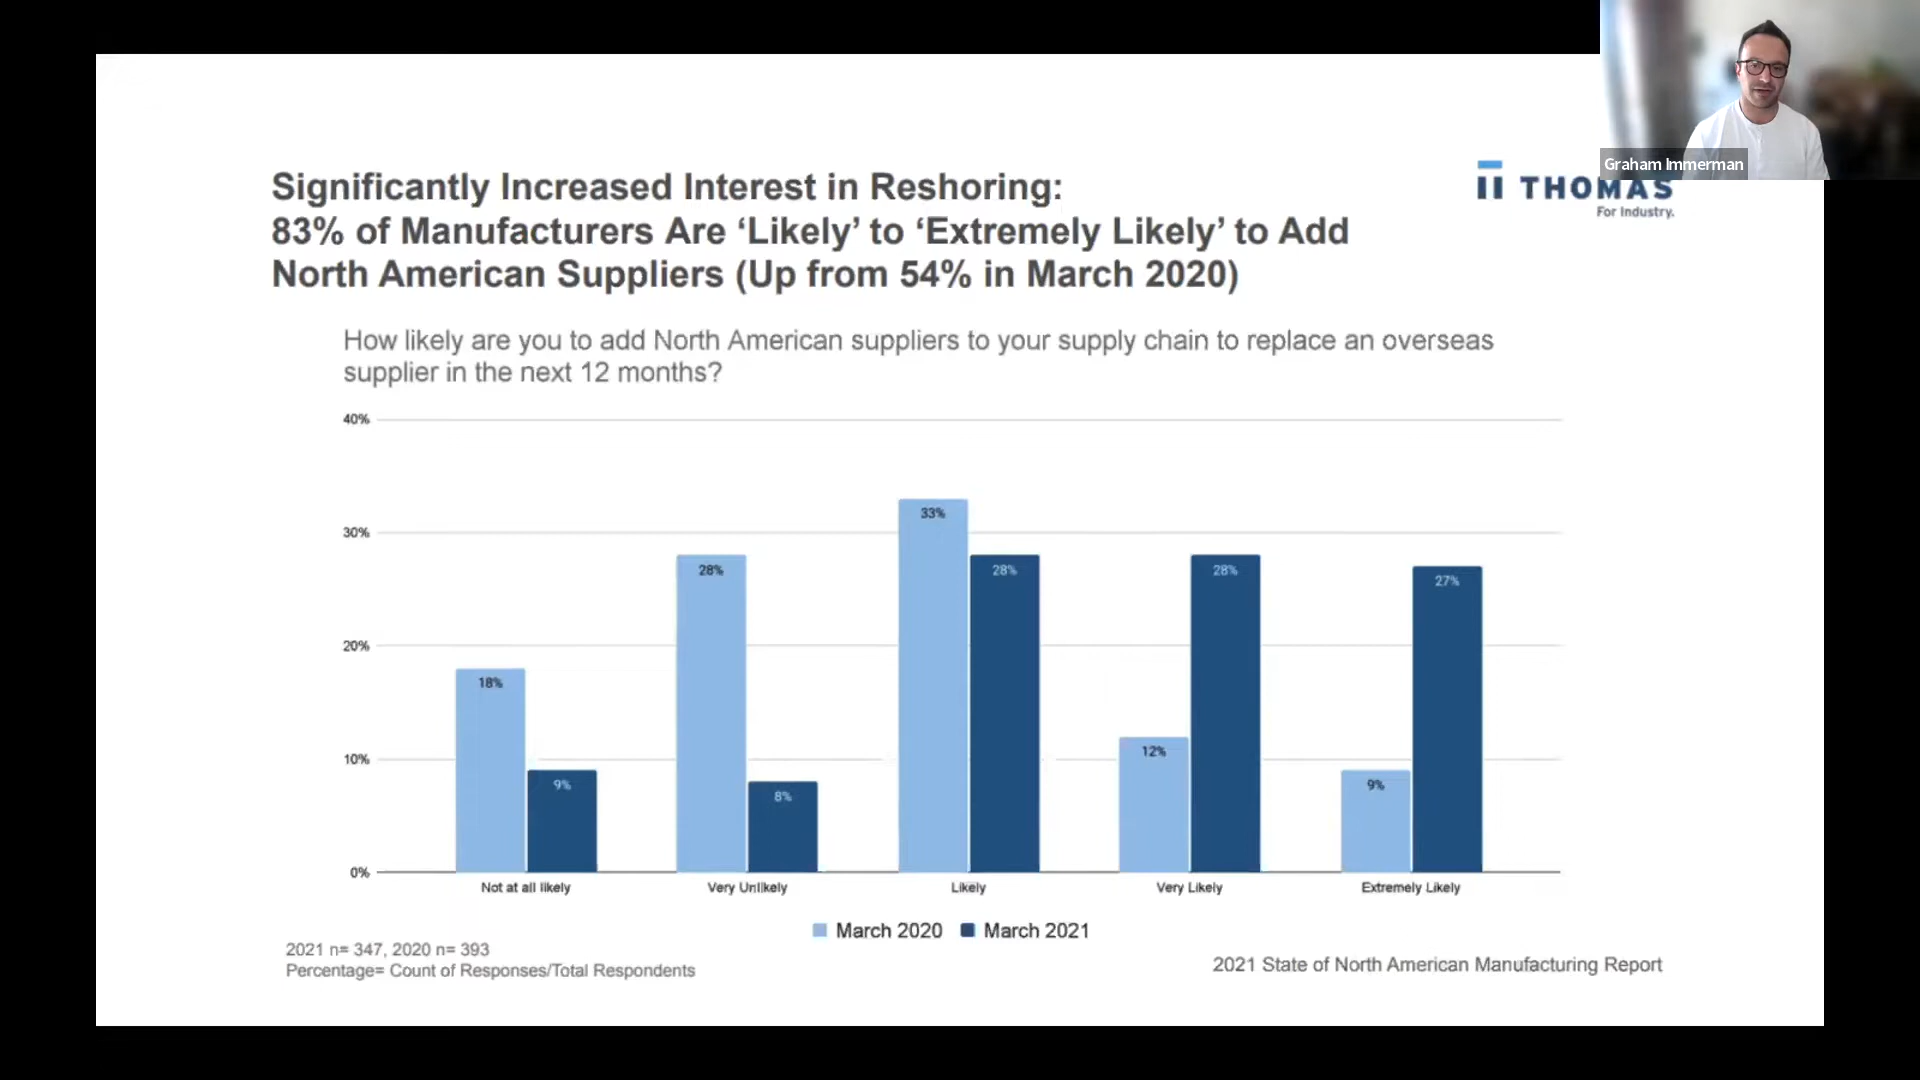 Graham Immerman
THOMAS
For Industry.
Significantly Increased Interest in Reshoring:
83% of Manufacturers Are ‘Likely’ to ‘Extremely Likely’ to Add
North American Suppliers (Up from 54% in March 2020)
How likely are you to add North American suppliers to your supply chain to replace an overseas
supplier in the next 12 months?
40%
30%
20%
10%
0%
18%
9%
28%
8%
33%
28%
12%
28%
9%
27%
Not at all likely
Very Unlikely
Likely
Very Likely
Extremely Likely
March 2020
March 2021
2021 n= 347, 2020 n= 393
Percentage= Count of Responses/Total Respondents
2021 State of North American Manufacturing Report